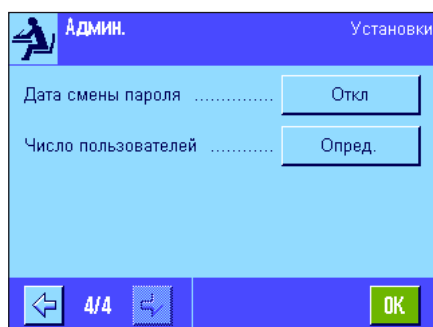 Админ. Установки
Дата смены пароля .............. Откл
Число пользователей ............ Опред.
4/4 OK